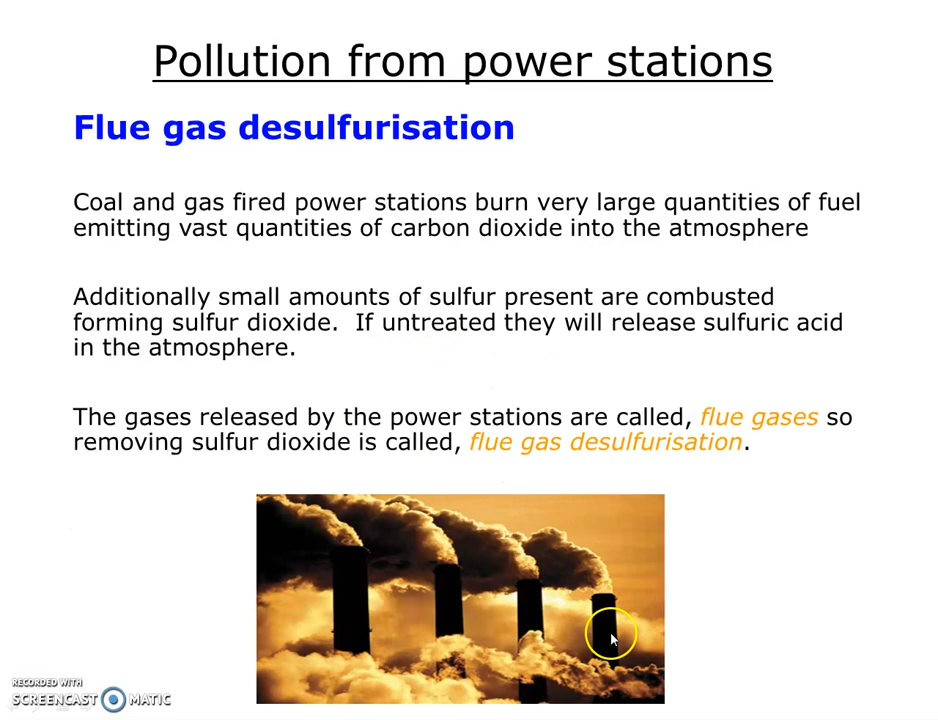 Pollution from power stations
Flue gas desulfurisation
Coal and gas fired power stations burn very large quantities of fuel
emitting vast quantities of carbon dioxide into the atmosphere
Additionally small amounts of sulfur present are combusted
forming sulfur dioxide.  If untreated they will release sulfuric acid
in the atmosphere.
The gases released by the power stations are called, flue gases so
removing sulfur dioxide is called, flue gas desulfurisation.
RECORDED WITH
SCREENCAST MATIC